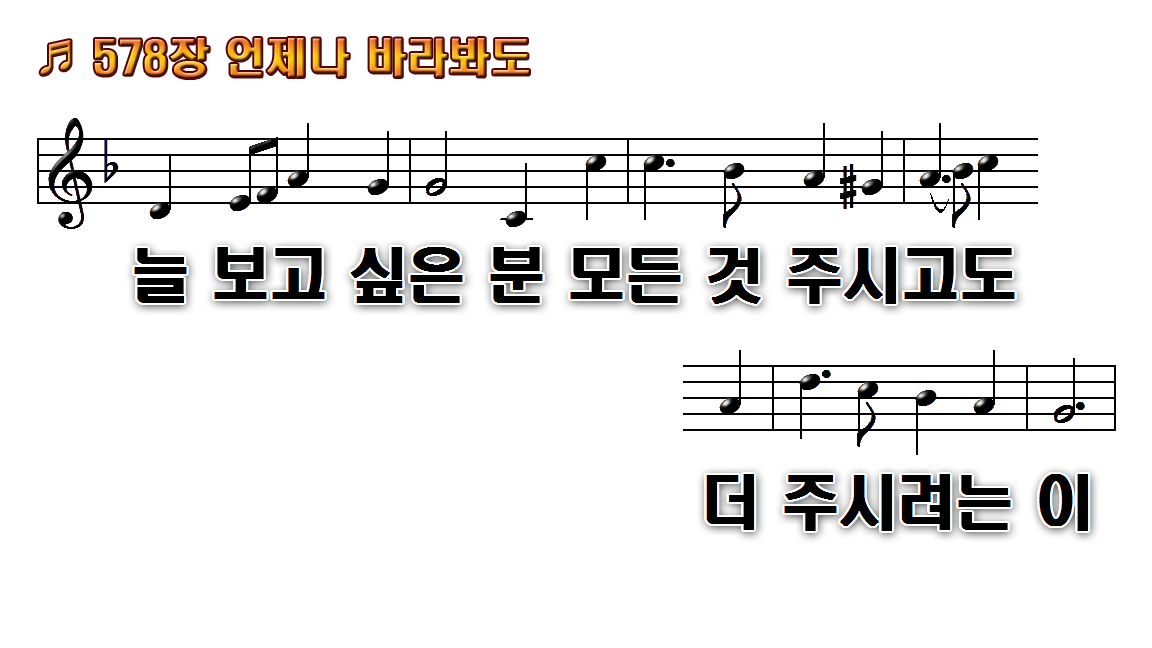 ♬ 578장 언제나 바라봐도
늘 보고 싶은 분 모든 것 주시고도
더 주시려는 이